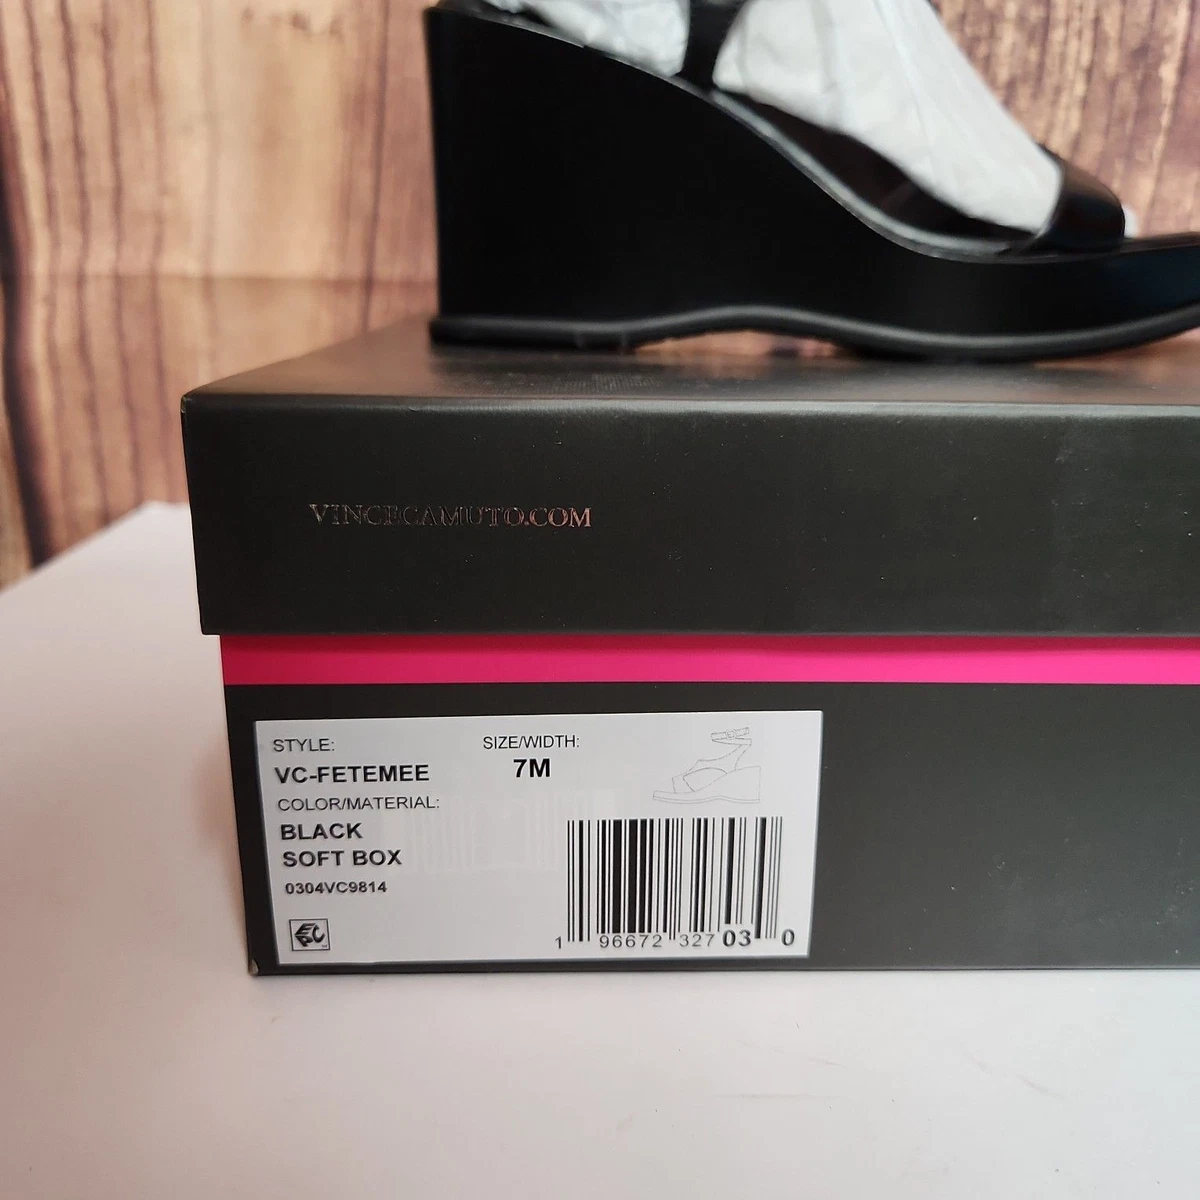 VINCECAMUTO.COM
STYLE:
VC-FETEMEE
SIZE/WIDTH:
7M
COLOR/MATERIAL:
BLACK
SOFT BOX
0304VC9814
1 96672 32703 0